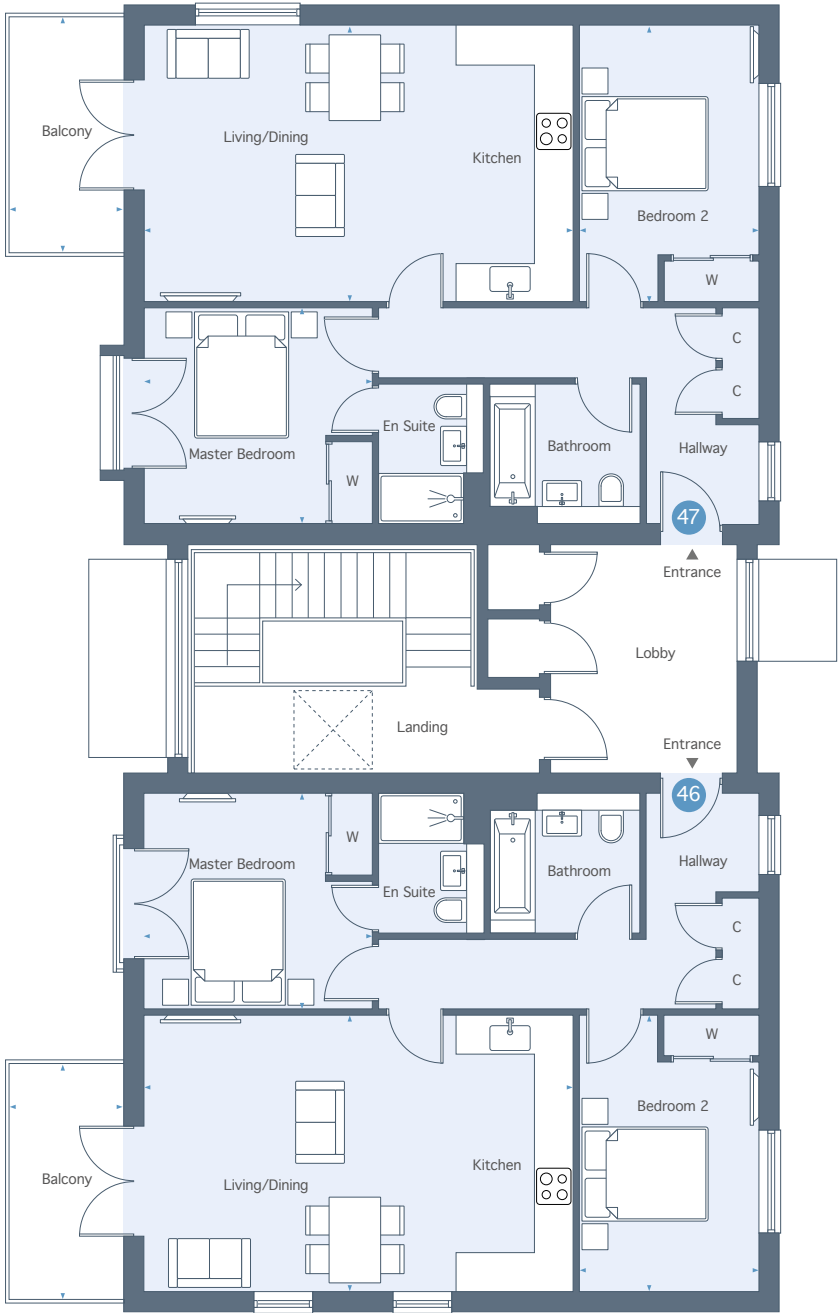 Balcony
Living/Dining
Kitchen
Bedroom 2
W
C
C
En Suite
Bathroom
Hallway
Master Bedroom
W
47
Entrance
Lobby
Landing
Entrance
46
W
Master Bedroom
En Suite
Bathroom
Hallway
C
C
W
Bedroom 2
Kitchen
Balcony
Living/Dining